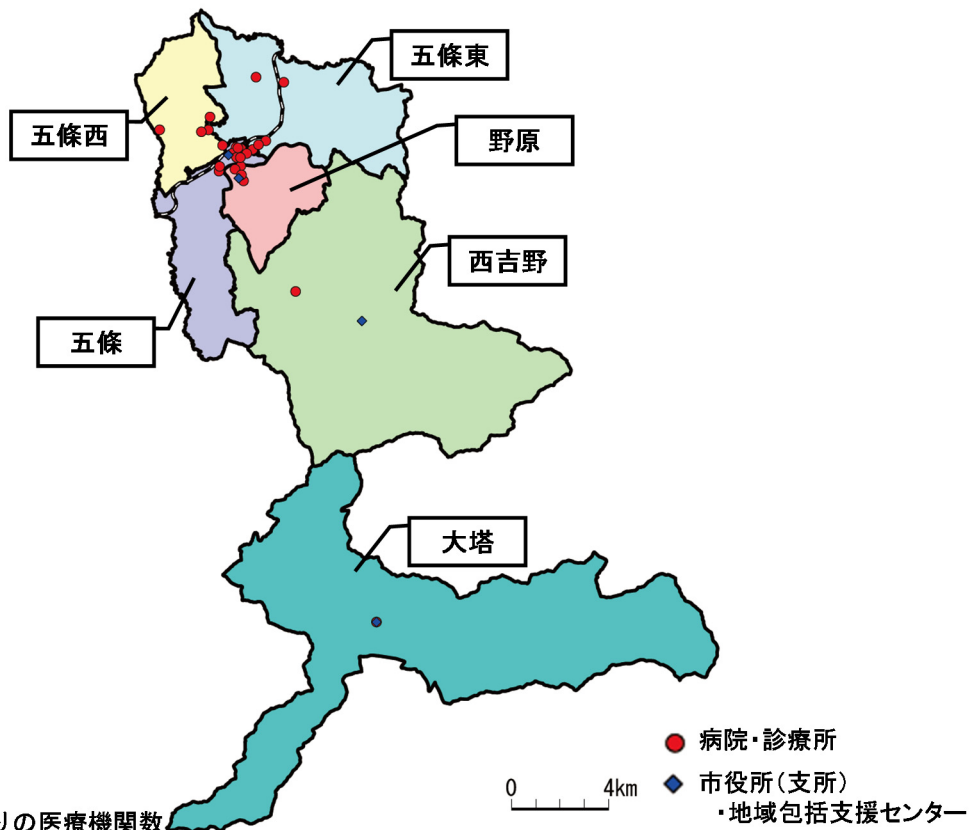 五條東
五條西
野原
西吉野
五條
大塔
病院・診療所
0 4km
市役所(支所)
・地域包括支援センター
りの医療機関数